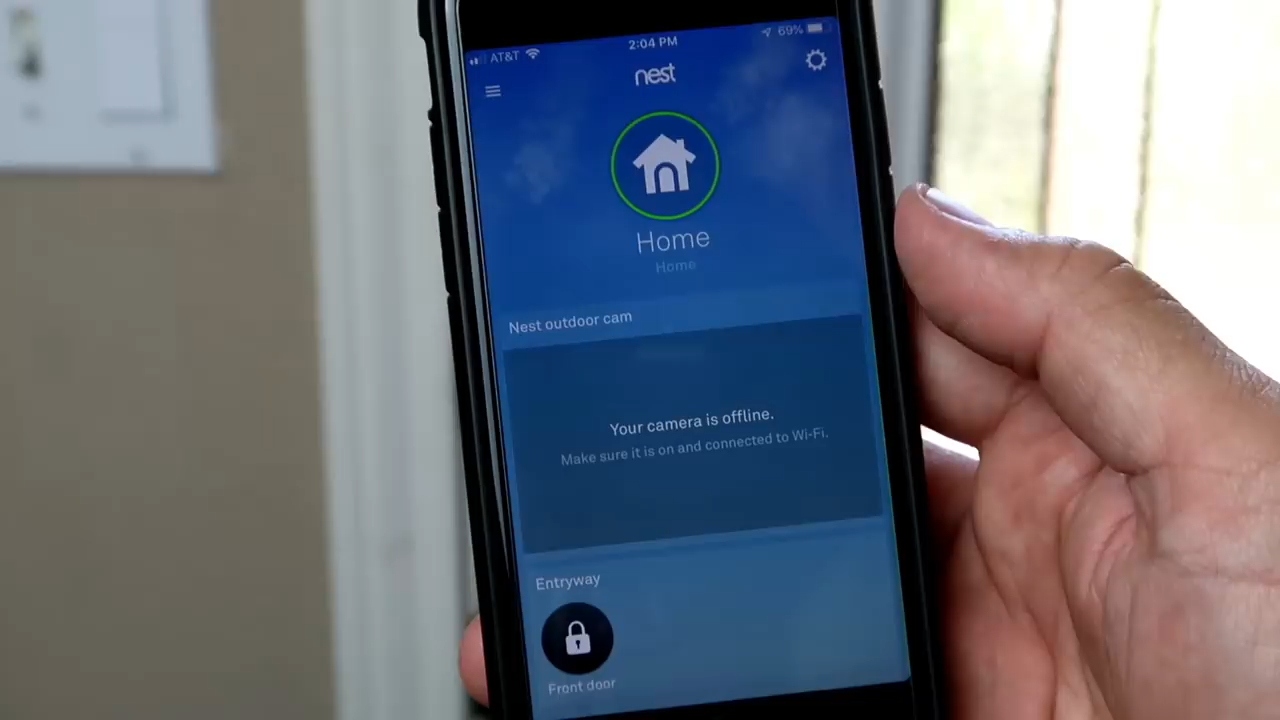 AT&T
2:04 PM
69%
nest
Home
Home
Nest outdoor cam
Your camera is offline.
Make sure it is on and connected to Wi-Fi.
Entryway
Front door